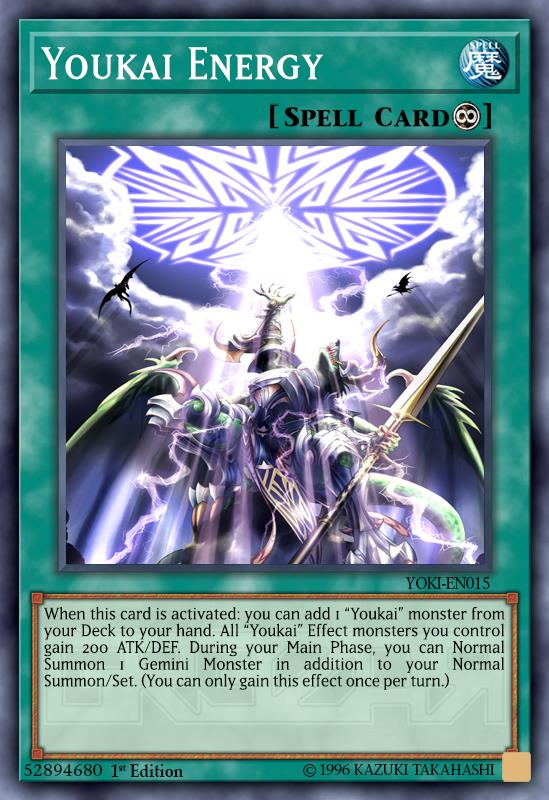 YOUKAI ENERGY
SPELL
魔
[SPELL CARD♾]
YOKI-EN015
When this card is activated: you can add 1 “Youkai” monster from
your Deck to your hand. All “Youkai” Effect monsters you control
gain 200 ATK/DEF. During your Main Phase, you can Normal
Summon 1 Gemini Monster in addition to your Normal
Summon/Set. (You can only gain this effect once per turn.)
52894680 1st Edition © 1996 KAZUKI TAKAHASHI